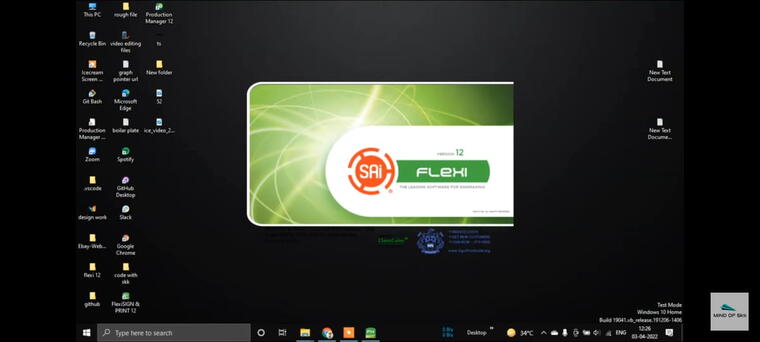 This PC
rough file
Production
Manager 12
Recycle Bin
video editing
files
ts
Icecream
Screen ...
graph
pointer url
New folder
Git Bash
Microsoft
Edge
52
Production
Manager ...
boilar plate
ice_video_2...
Zoom
Spotify
.vscode
GitHub
Desktop
design work
Slack
Ebay-Web...
Google
Chrome
flexi 12
code with
skk
github
FlexiSIGN &
PRINT 12
New Text
Document
New Text
Docume...
VERSION 12
SAi
FLEXI
®
THE LEADING SOFTWARE FOR SIGNMAKING
Test Mode
Windows 10 Home
Build 19041.vb_release.191206-1406
MIND OF SKK
Type here to search
Desktop
34°C
ENG
12:26
03-04-2022